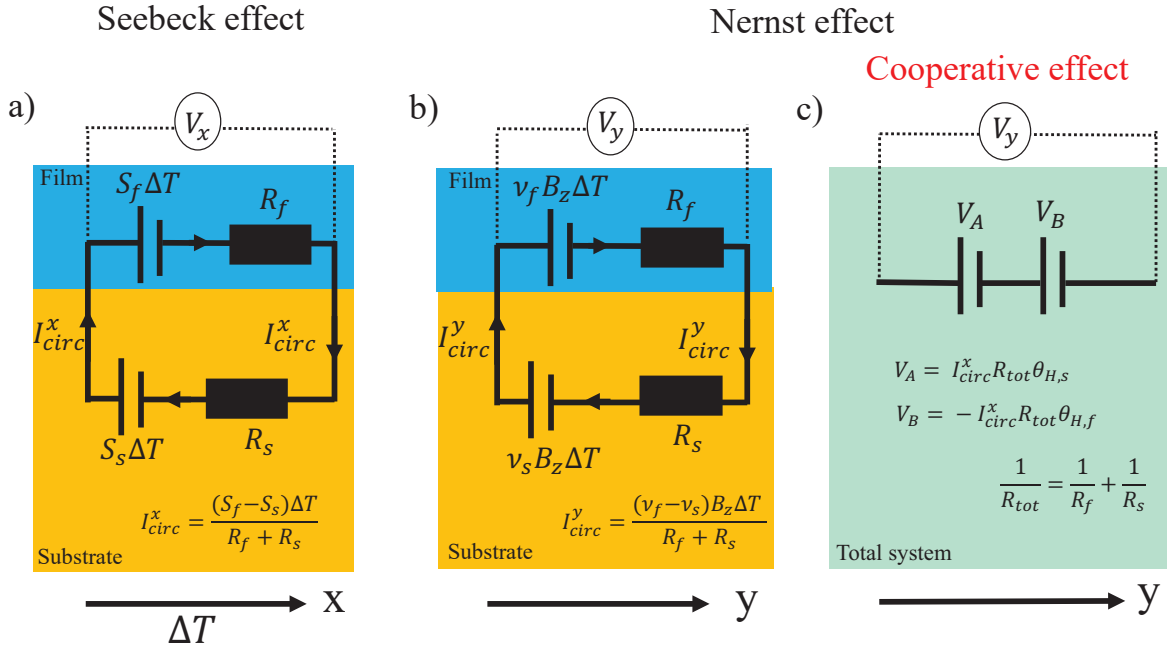 Seebeck effect
Nernst effect
Cooperative effect
a)
V_x
Film
S_f ΔT
R_f
I^x_circ
I^x_circ
S_s ΔT
R_s
I^x_circ = (S_f−S_s)ΔT / R_f + R_s
Substrate
ΔT
x
b)
V_y
Film
ν_f B_z ΔT
R_f
I^y_circ
I^y_circ
ν_s B_z ΔT
R_s
I^y_circ = (ν_f−ν_s)B_z ΔT / R_f + R_s
Substrate
y
c)
V_y
V_A
V_B
V_A = I^x_circ R_tot θ_H,s
V_B = − I^x_circ R_tot θ_H,f
1/R_tot = 1/R_f + 1/R_s
Total system
y